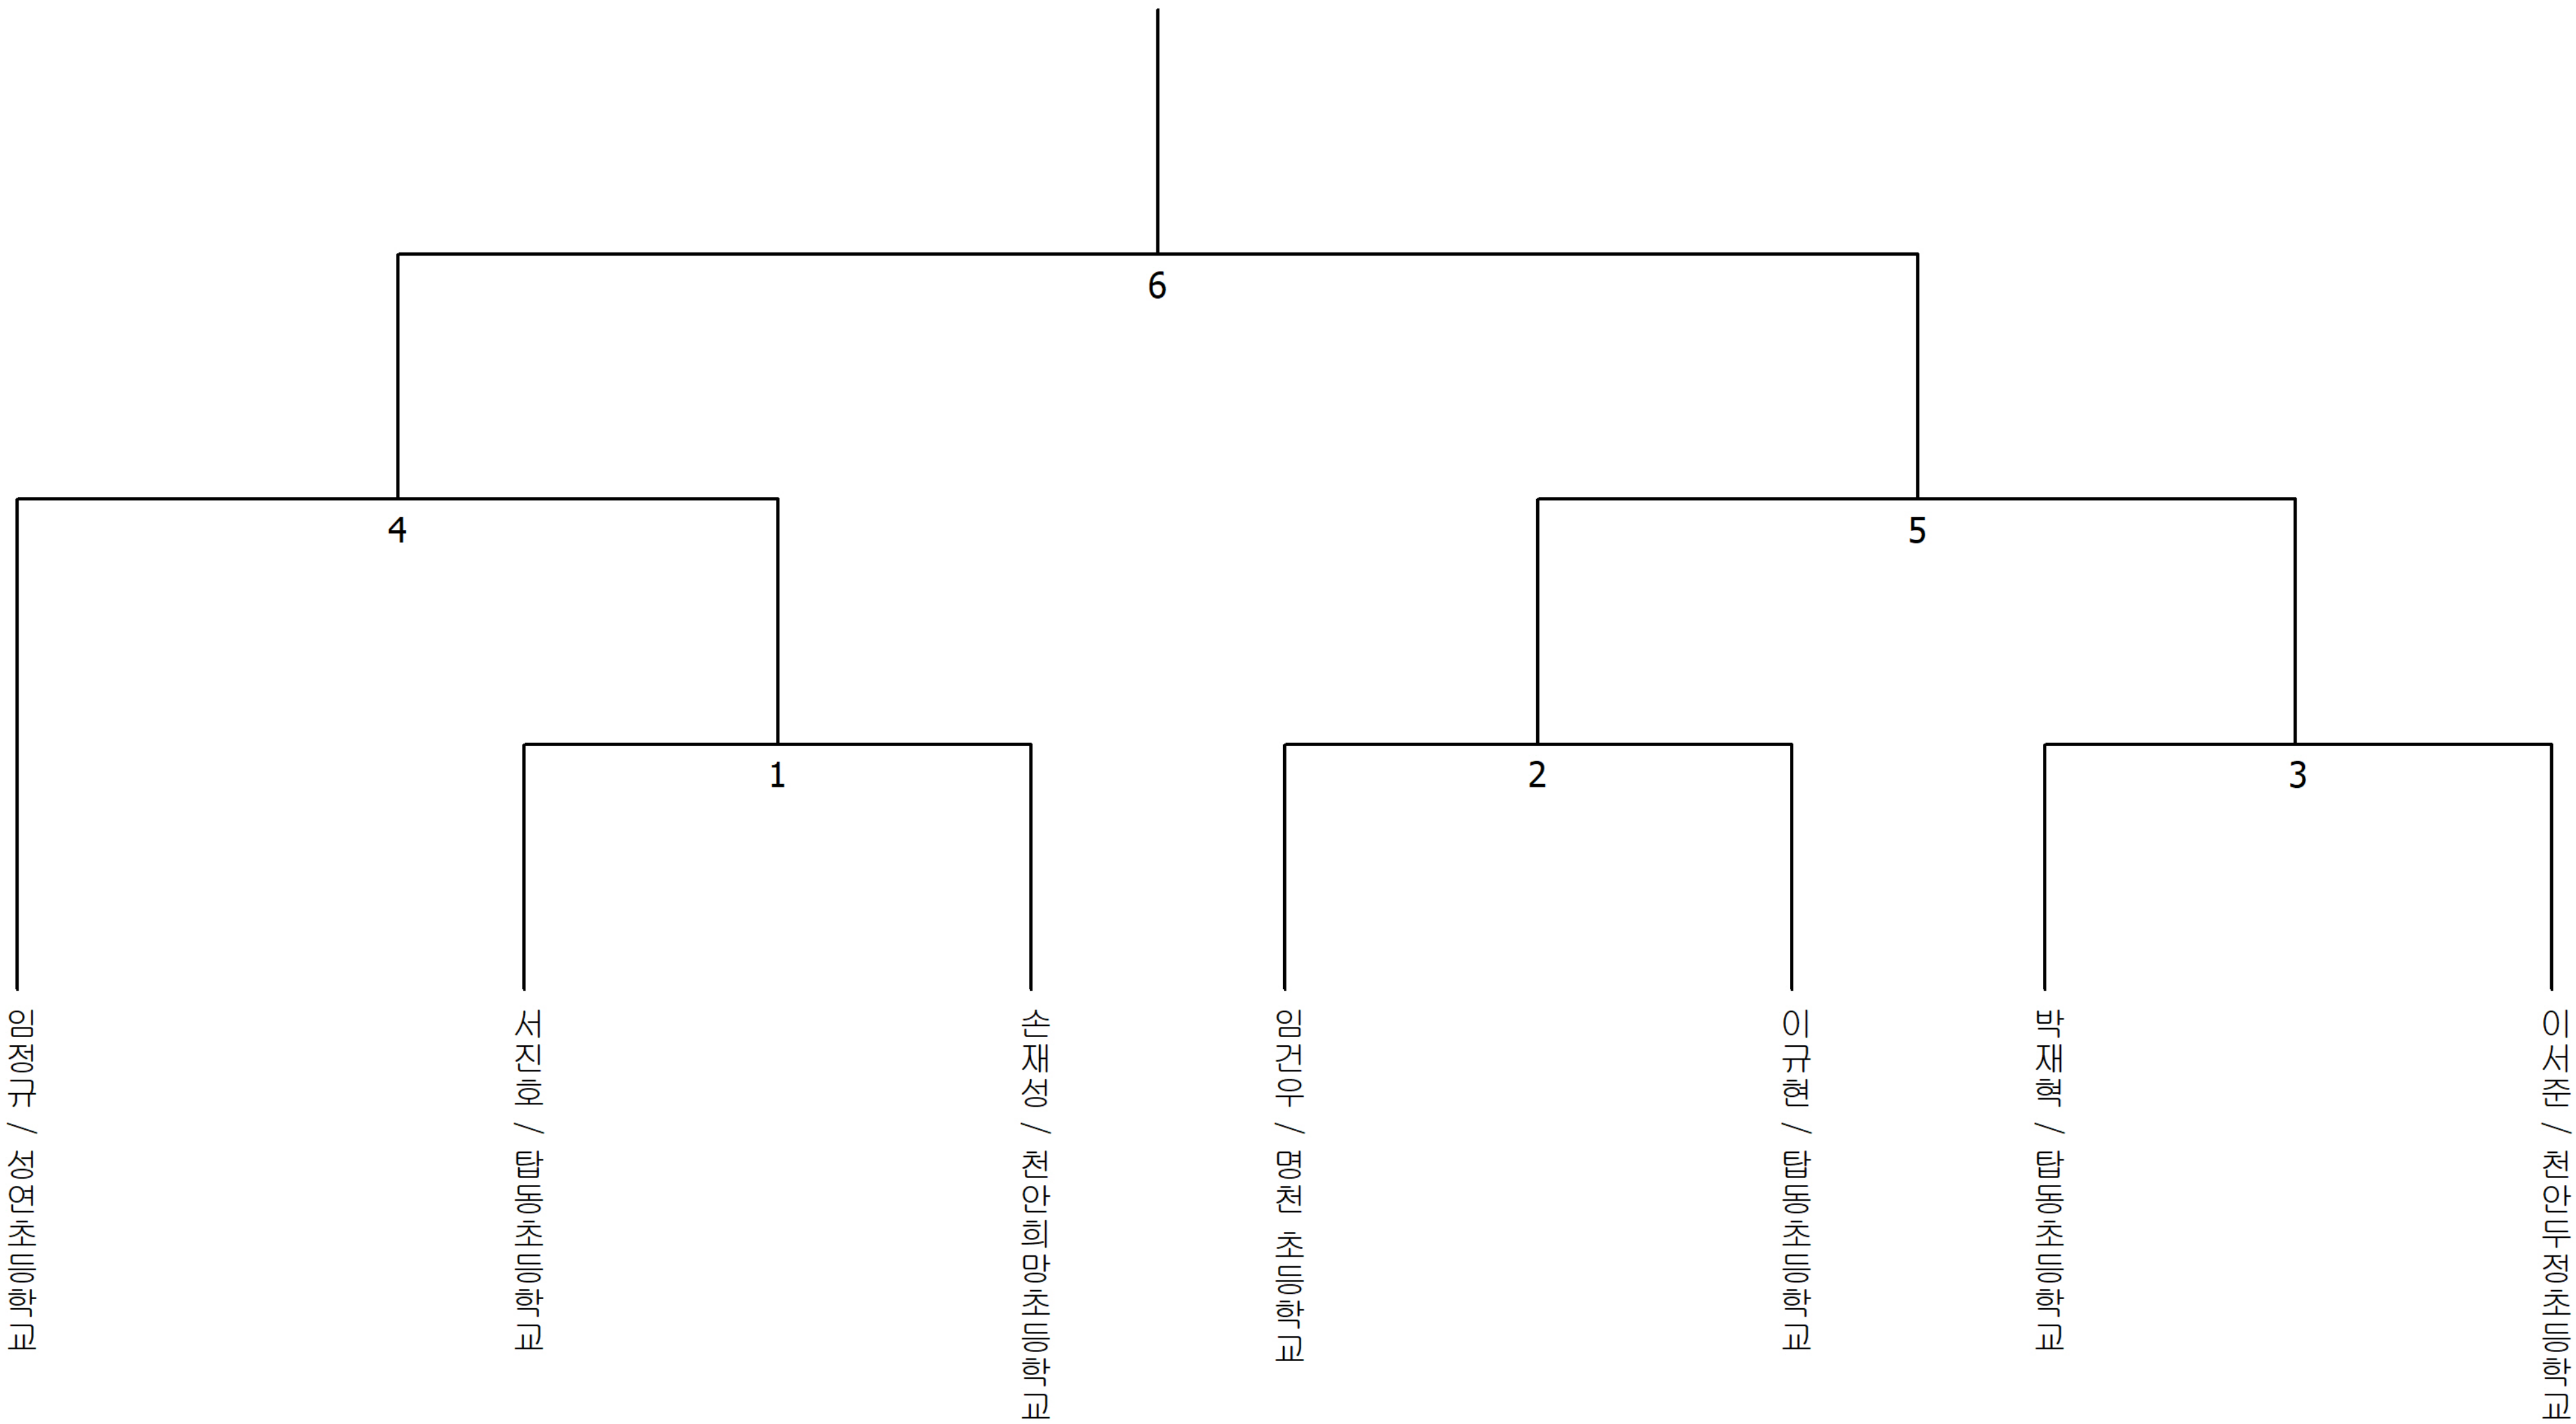 6
4
5
1
2
3
임정규 / 성연초등학교
서진호 / 탑동초등학교
손재성 / 천안희망초등학교
임건우 / 명천 초등학교
이규현 / 탑동초등학교
박재혁 / 탑동초등학교
이서준 / 천안두정초등학교